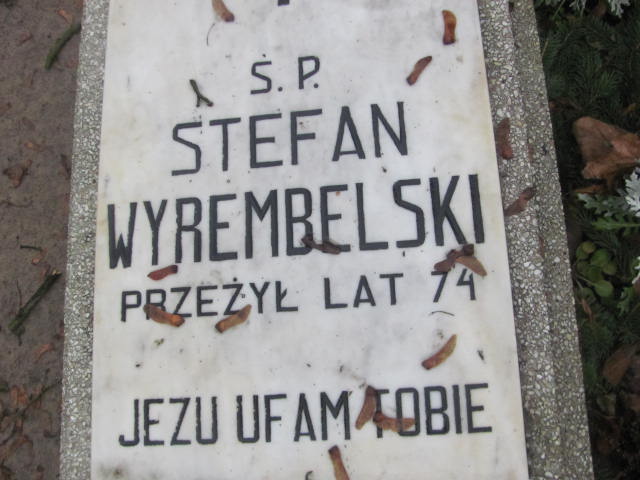 Ś.P.
STEFAN
WYREMBELSKI
PRZEŻYŁ LAT 74
JEZU UFAM TOBIE